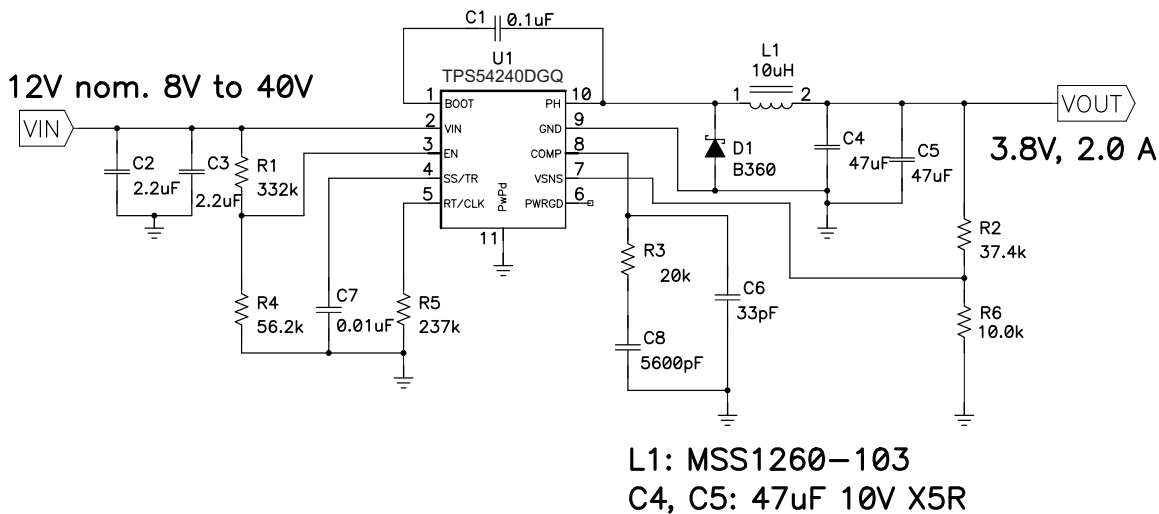 C1
0.1uF
U1
TPS54240DGQ
L1
10uH
12V nom. 8V to 40V
VIN
1 BOOT PH 10
2 VIN GND 9
3 EN COMP 8
4 SS/TR VSNS 7
5 RT/CLK PWRGD 6
PwPd
11
1 2
VOUT
3.8V, 2.0 A
D1
B360
C4
47uF
C5
47uF
C2
2.2uF
C3
2.2uF
R1
332k
R4
56.2k
C7
0.01uF
R5
237k
R3
20k
C8
5600pF
C6
33pF
R2
37.4k
R6
10.0k
L1: MSS1260-103
C4, C5: 47uF 10V X5R